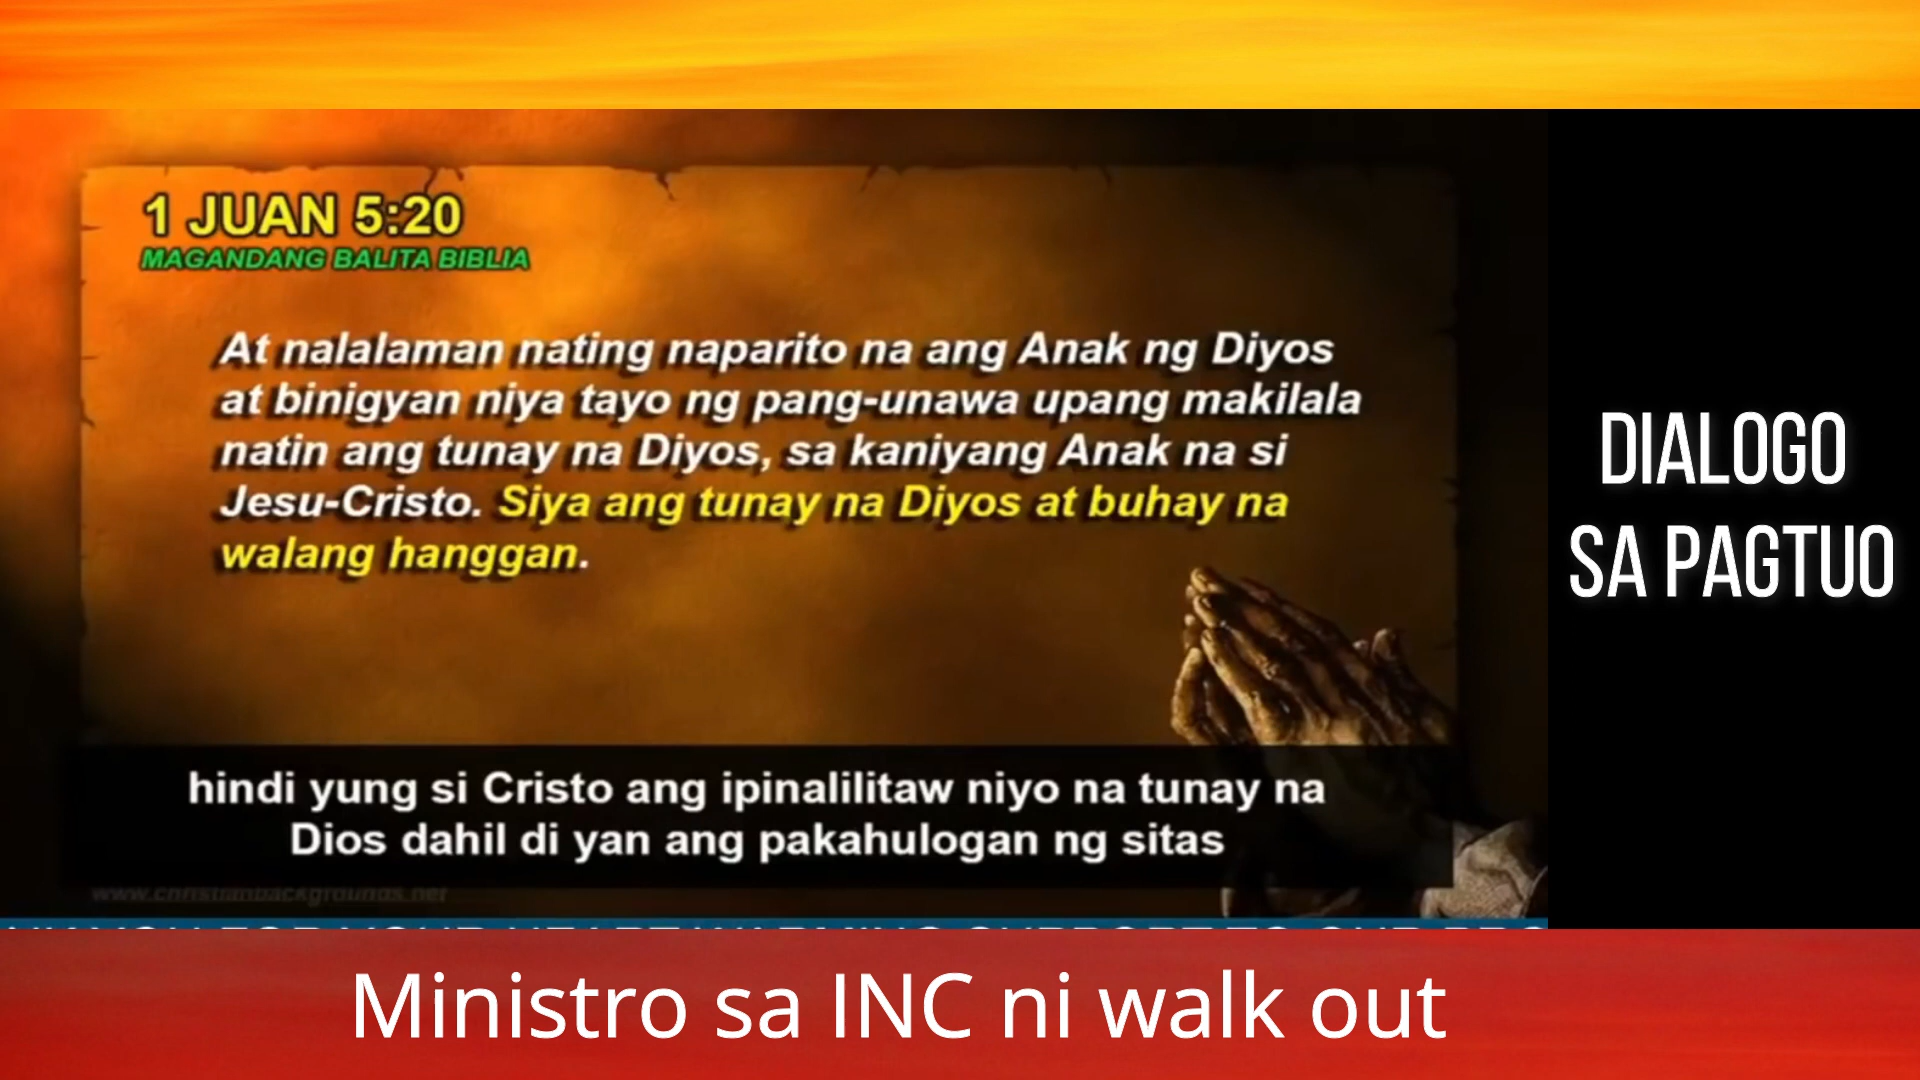 1 JUAN 5:20
MAGANDANG BALITA BIBLIA
At nalalaman nating naparito na ang Anak ng Diyos
at binigyan niya tayo ng pang-unawa upang makilala
natin ang tunay na Diyos, sa kaniyang Anak na si
Jesu-Cristo. Siya ang tunay na Diyos at buhay na
walang hanggan.
DIALOGO
SA PAGTUO
hindi yung si Cristo ang ipinalilitaw niyo na tunay na
Dios dahil di yan ang pakahulogan ng sitas
www.christianbackgrounds.net
Ministro sa INC ni walk out